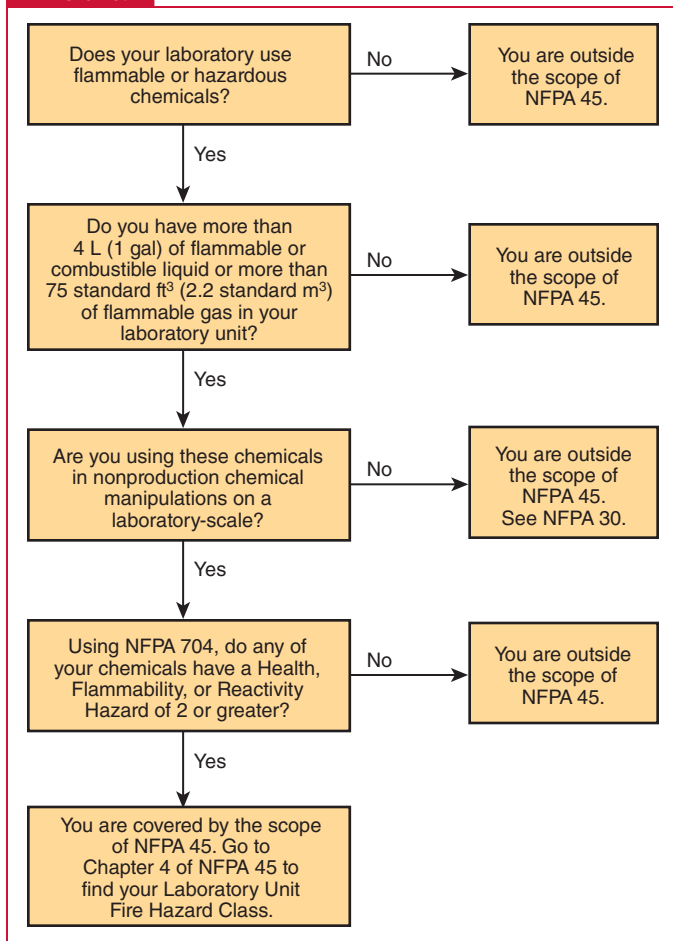 Does your laboratory use
flammable or hazardous
chemicals?
No
You are outside
the scope of
NFPA 45.
Yes
Do you have more than
4 L (1 gal) of flammable or
combustible liquid or more than
75 standard ft³ (2.2 standard m³)
of flammable gas in your
laboratory unit?
No
You are outside
the scope of
NFPA 45.
Yes
Are you using these chemicals
in nonproduction chemical
manipulations on a
laboratory-scale?
No
You are outside
the scope of
NFPA 45.
See NFPA 30.
Yes
Using NFPA 704, do any of
your chemicals have a Health,
Flammability, or Reactivity
Hazard of 2 or greater?
No
You are outside
the scope of
NFPA 45.
Yes
You are covered by the scope
of NFPA 45. Go to
Chapter 4 of NFPA 45 to
find your Laboratory Unit
Fire Hazard Class.